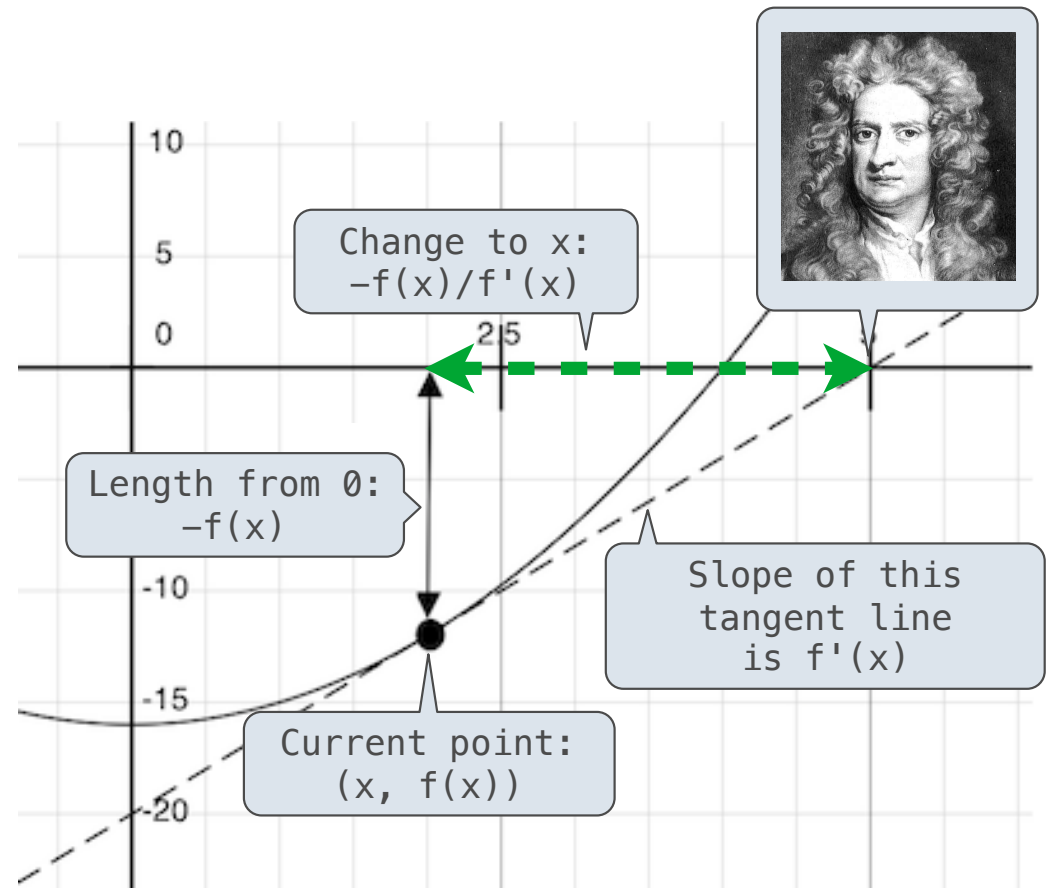 10
Change to x:
−f(x)/f'(x)
5
0
2.5
Length from 0:
−f(x)
-10
Slope of this
tangent line
is f'(x)
-15
Current point:
(x, f(x))
-20